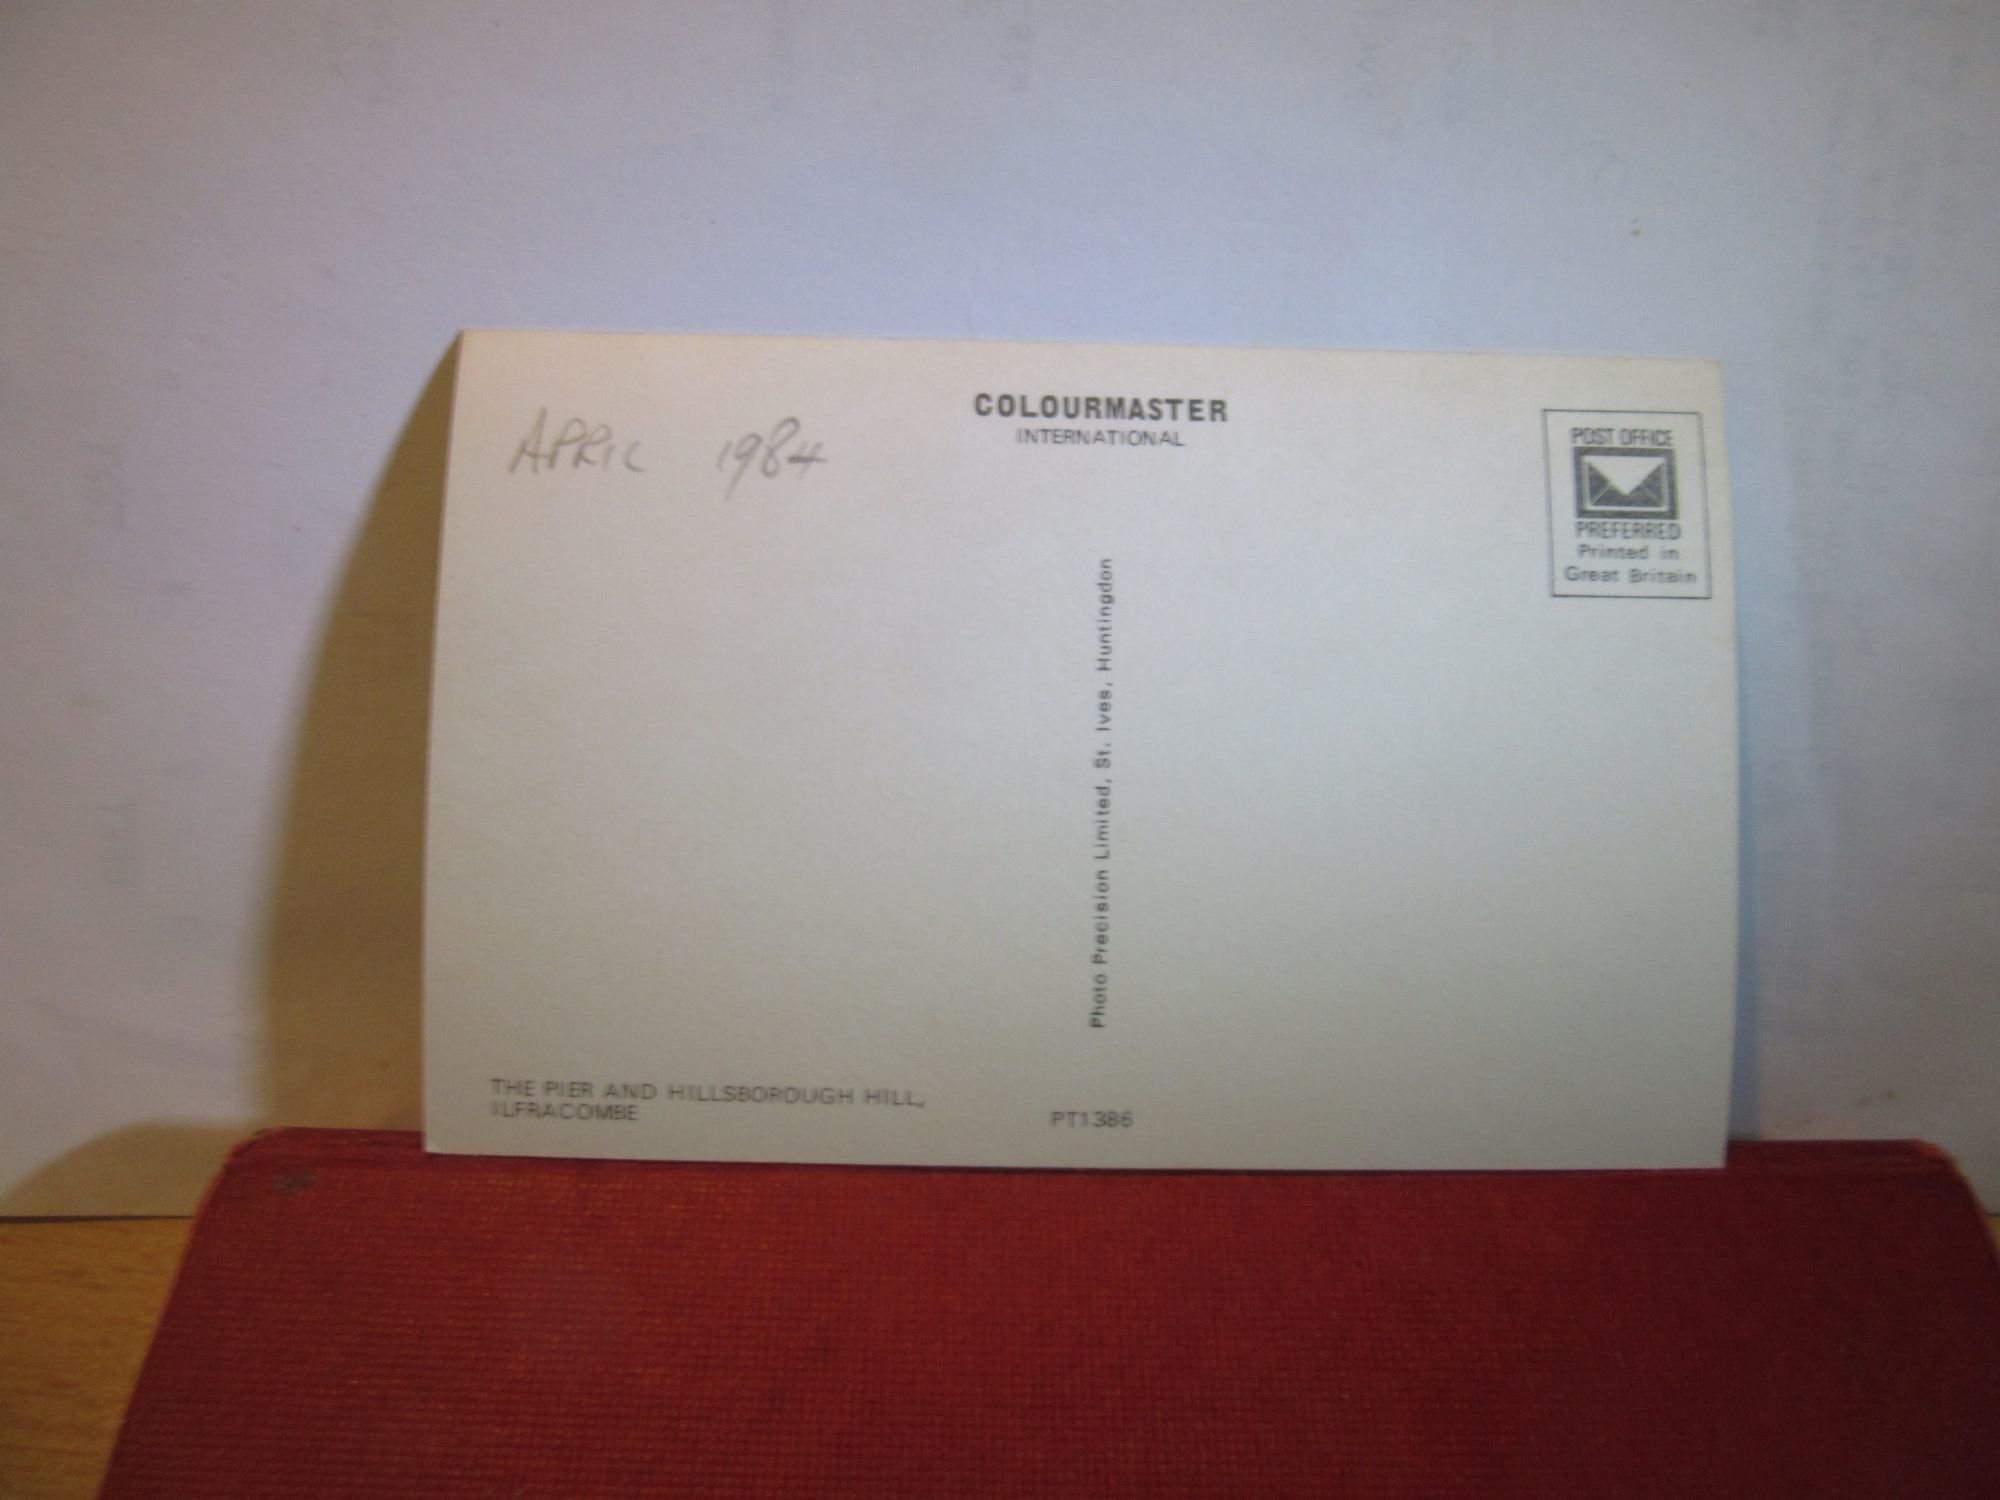 APRIL 1984
COLOURMASTER
INTERNATIONAL
POST OFFICE
PREFERRED
Printed in
Great Britain
Photo Precision Limited, St. Ives, Huntingdon
THE PIER AND HILLSBOROUGH HILL,
ILFRACOMBE
PT1386